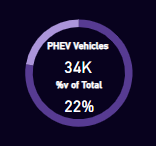 PHEV Vehicles
34K
%v of Total
22%